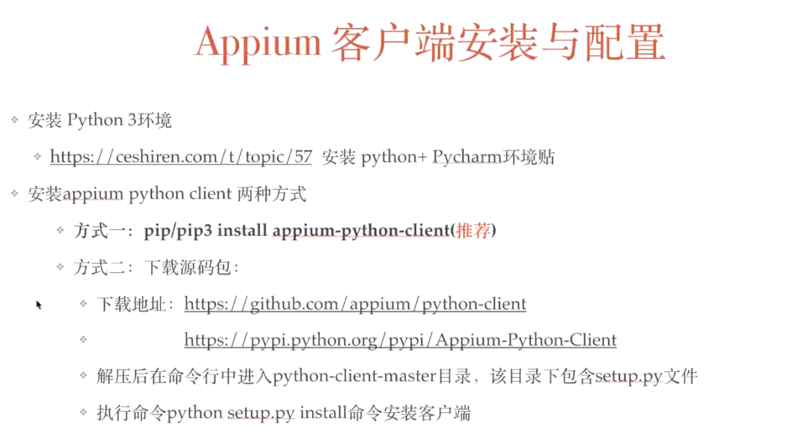 Appium 客户端安装与配置
安装 Python 3环境
https://ceshiren.com/t/topic/57 安装 python+ Pycharm环境贴
安装appium python client 两种方式
方式一：pip/pip3 install appium-python-client(推荐)
方式二：下载源码包：
下载地址：https://github.com/appium/python-client
https://pypi.python.org/pypi/Appium-Python-Client
解压后在命令行中进入python-client-master目录，该目录下包含setup.py文件
执行命令python setup.py install命令安装客户端